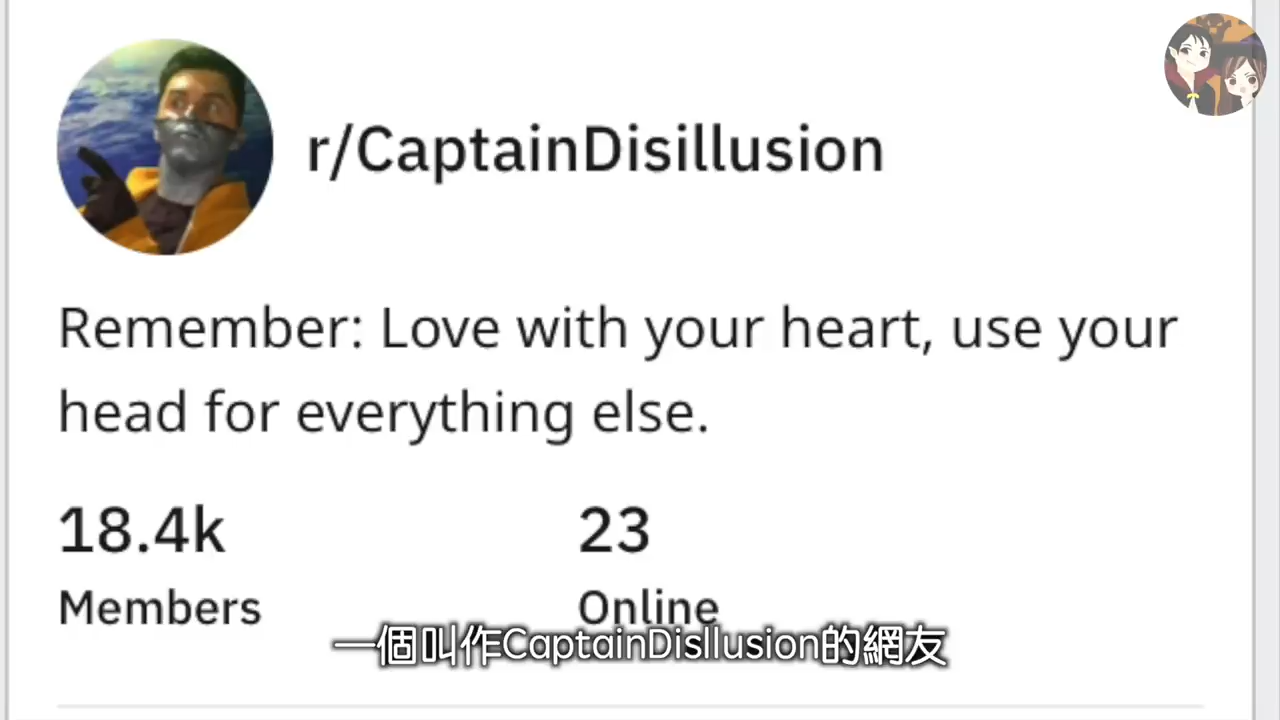 r/CaptainDisillusion
Remember: Love with your heart, use your
head for everything else.
18.4k
23
Members
Online
一個叫作CaptainDisllusion的網友